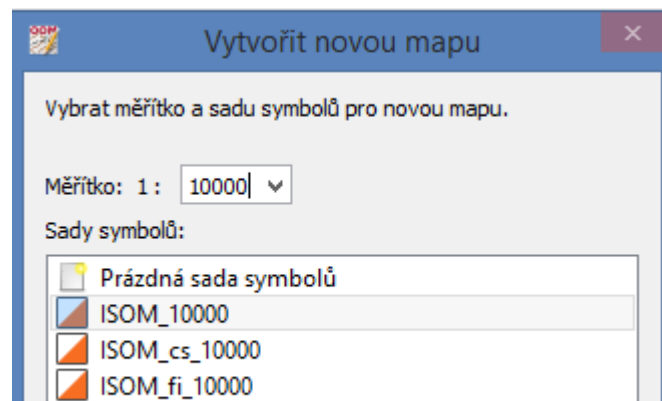 OOM
Vytvořit novou mapu
Vybrat měřítko a sadu symbolů pro novou mapu.
Měřítko: 1 : 10000
Sady symbolů:
Prázdná sada symbolů
ISOM_10000
ISOM_cs_10000
ISOM_fi_10000